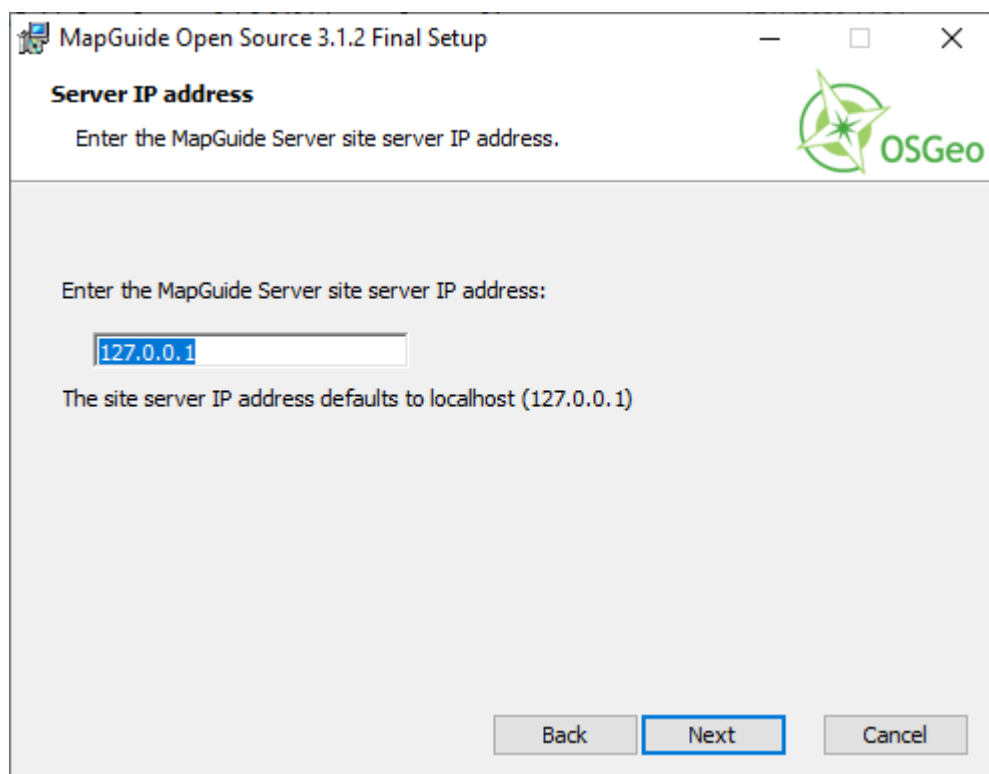 MapGuide Open Source 3.1.2 Final Setup
Server IP address
Enter the MapGuide Server site server IP address.
OSGeo
Enter the MapGuide Server site server IP address:
127.0.0.1
The site server IP address defaults to localhost (127.0.0.1)
Back Next Cancel